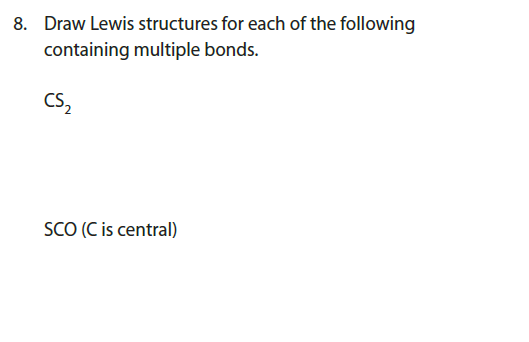 8. Draw Lewis structures for each of the following
containing multiple bonds.
CS₂
SCO (C is central)